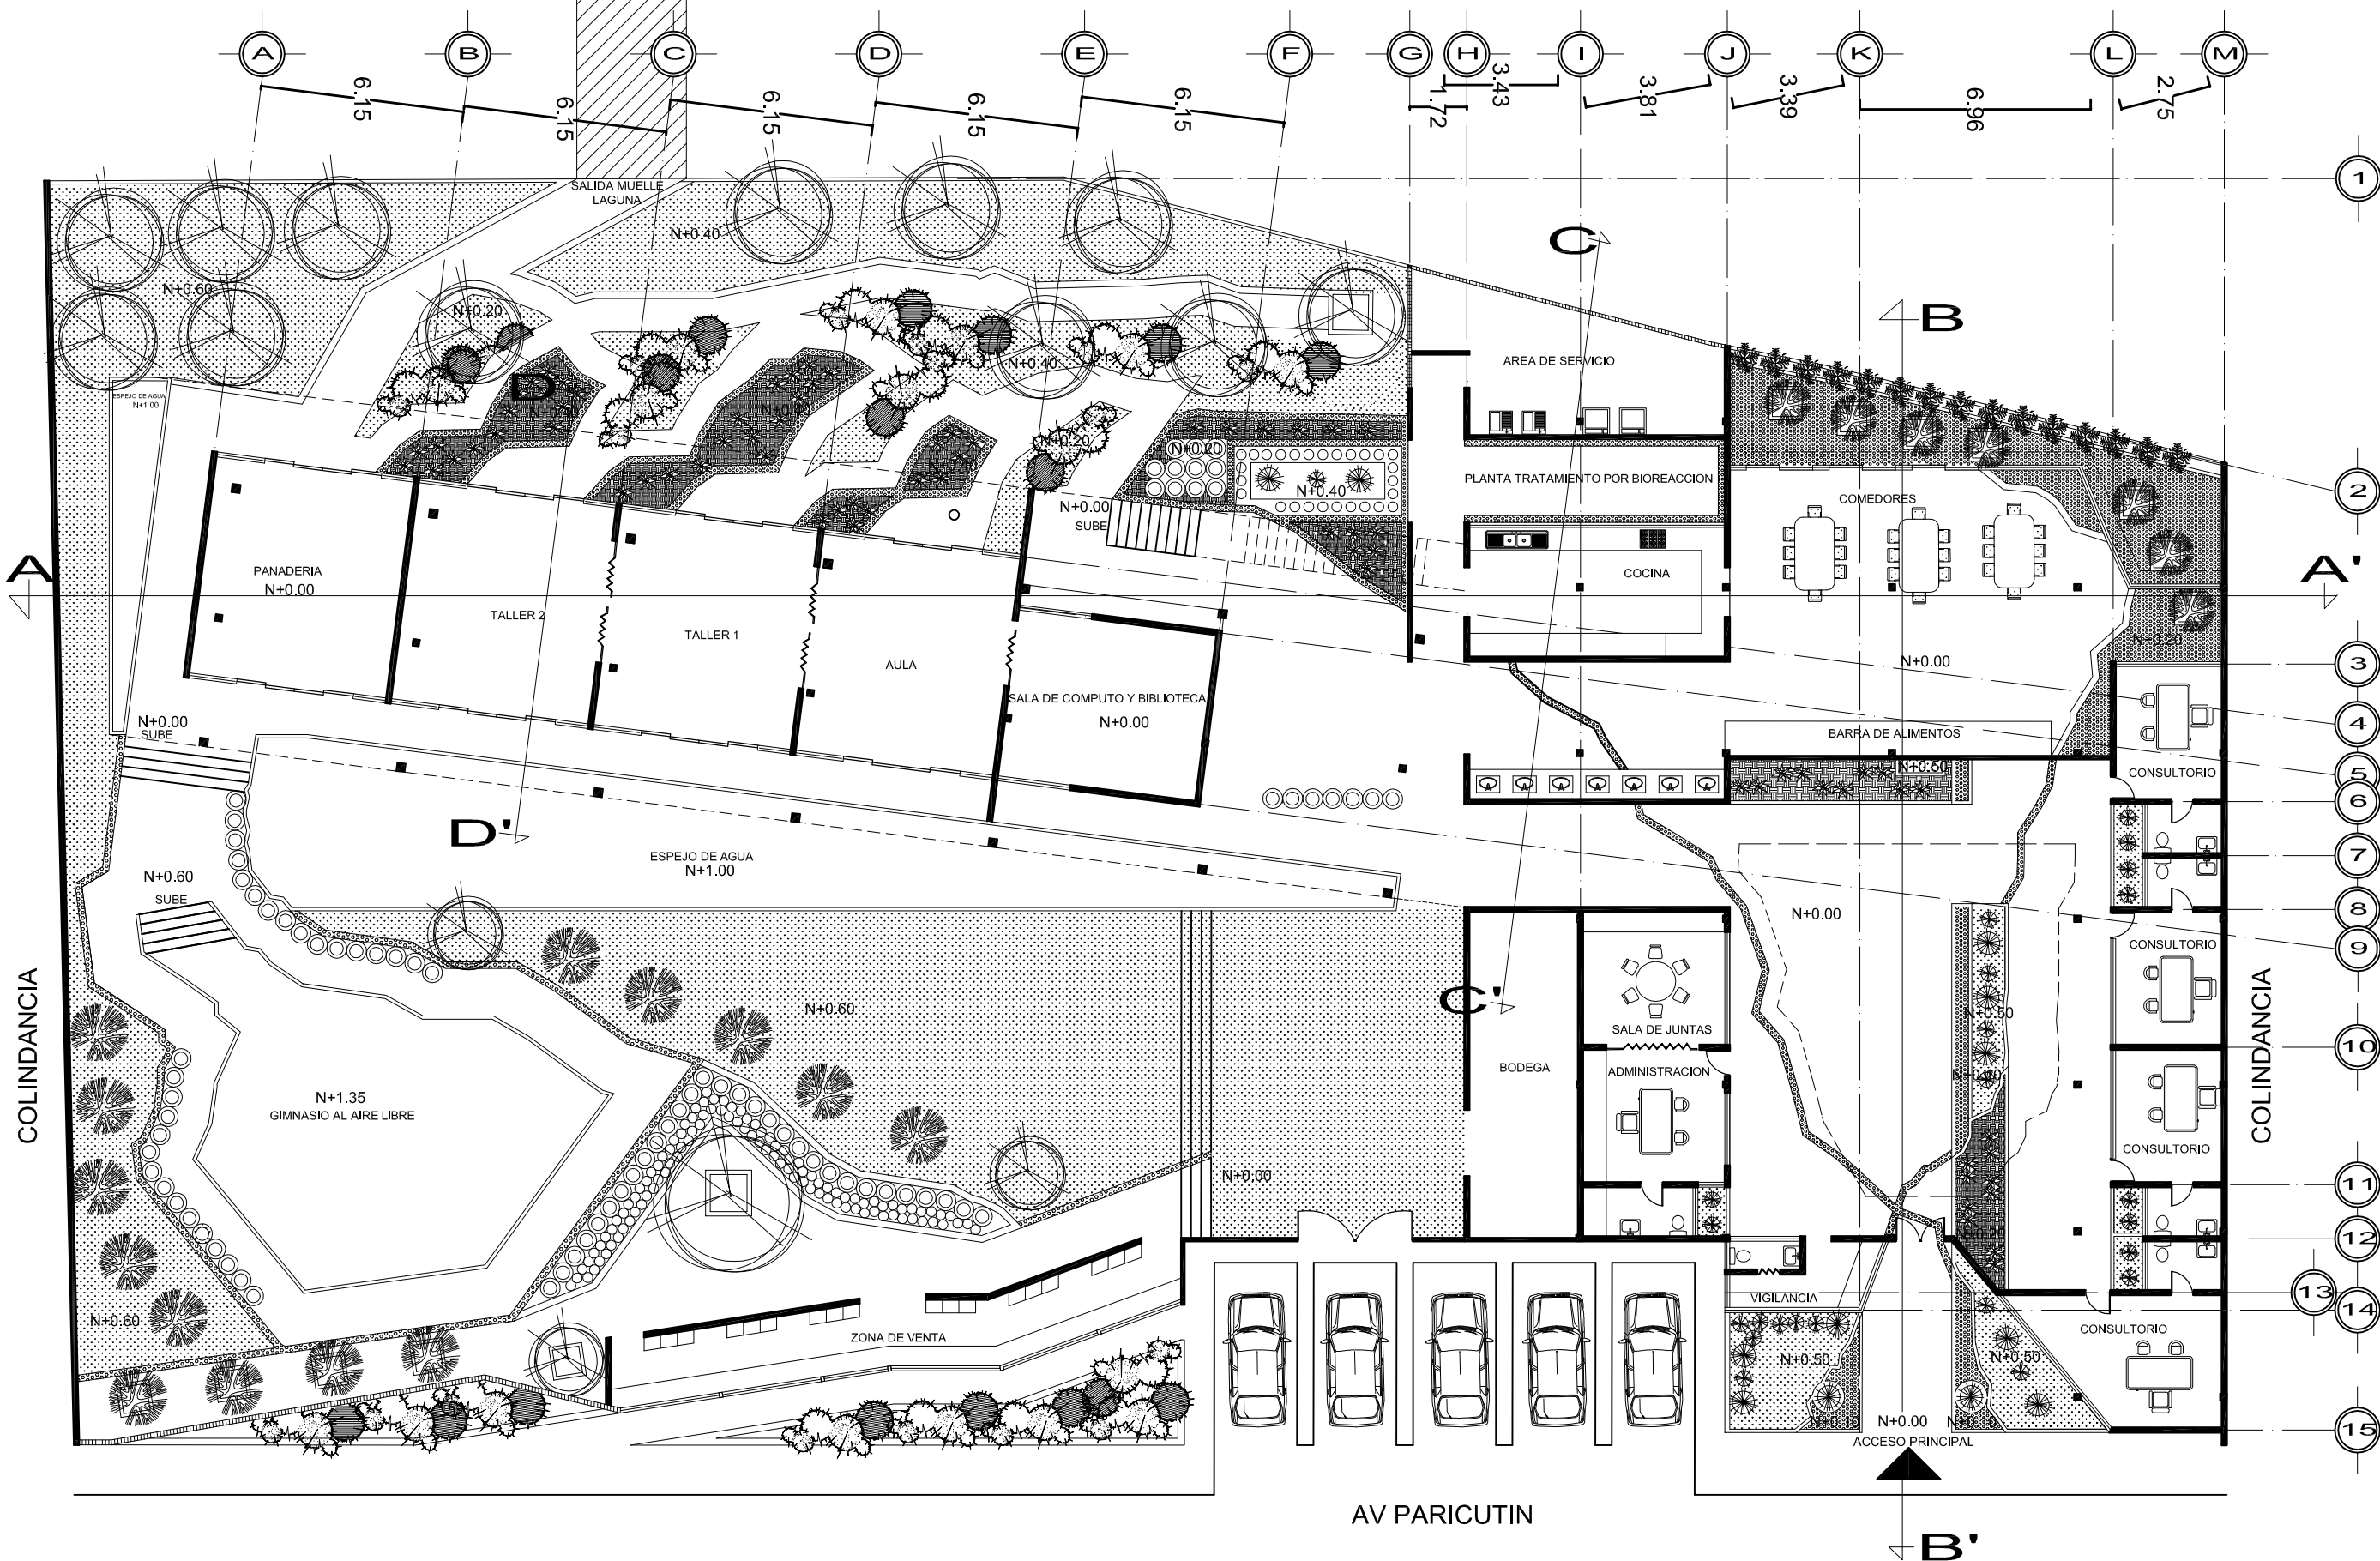 A
B
C
D
E
F
G
H
I
J
K
L
M
6.15
6.15
6.15
6.15
6.15
1.72
3.43
3.81
3.39
6.96
2.75
1
SALIDA MUELLE
LAGUNA
N+0.40
C
N+0.60
N+0.20
B
AREA DE SERVICIO
N+0.40
D
ESPEJO DE AGUA
N+1.00
N+0.20
N+0.20
2
PLANTA TRATAMIENTO POR BIOREACCION
N+0.40
COMEDORES
N+0.00
SUBE
A
A'
PANADERIA
N+0.00
COCINA
TALLER 2
TALLER 1
AULA
N+0.20
N+0.00
3
SALA DE COMPUTO Y BIBLIOTECA
N+0.00
N+0.00
SUBE
4
BARRA DE ALIMENTOS
N+0.50
CONSULTORIO
5
6
D'
ESPEJO DE AGUA
N+1.00
7
N+0.60
SUBE
N+0.00
8
CONSULTORIO
9
COLINDANCIA
COLINDANCIA
N+0.60
C'
N+0.50
SALA DE JUNTAS
10
BODEGA
ADMINISTRACION
N+1.35
GIMNASIO AL AIRE LIBRE
CONSULTORIO
N+0.00
11
12
N+0.20
13
VIGILANCIA
14
N+0.60
ZONA DE VENTA
CONSULTORIO
N+0.50
N+0.50
N+0.10
N+0.00
N+0.10
15
ACCESO PRINCIPAL
AV PARICUTIN
B'